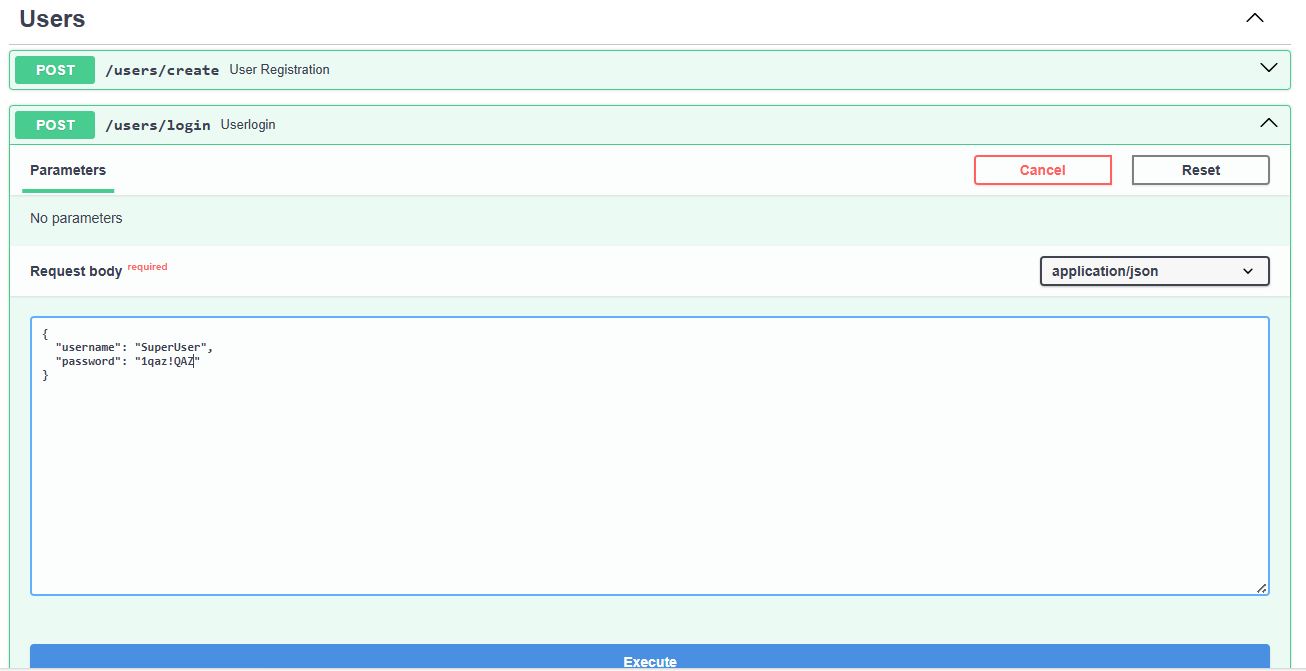 Users
POST /users/create User Registration
POST /users/login Userlogin
Parameters Cancel Reset
No parameters
Request body required application/json
{
"username": "SuperUser",
"password": "1qaz!QAZ"
}
Execute